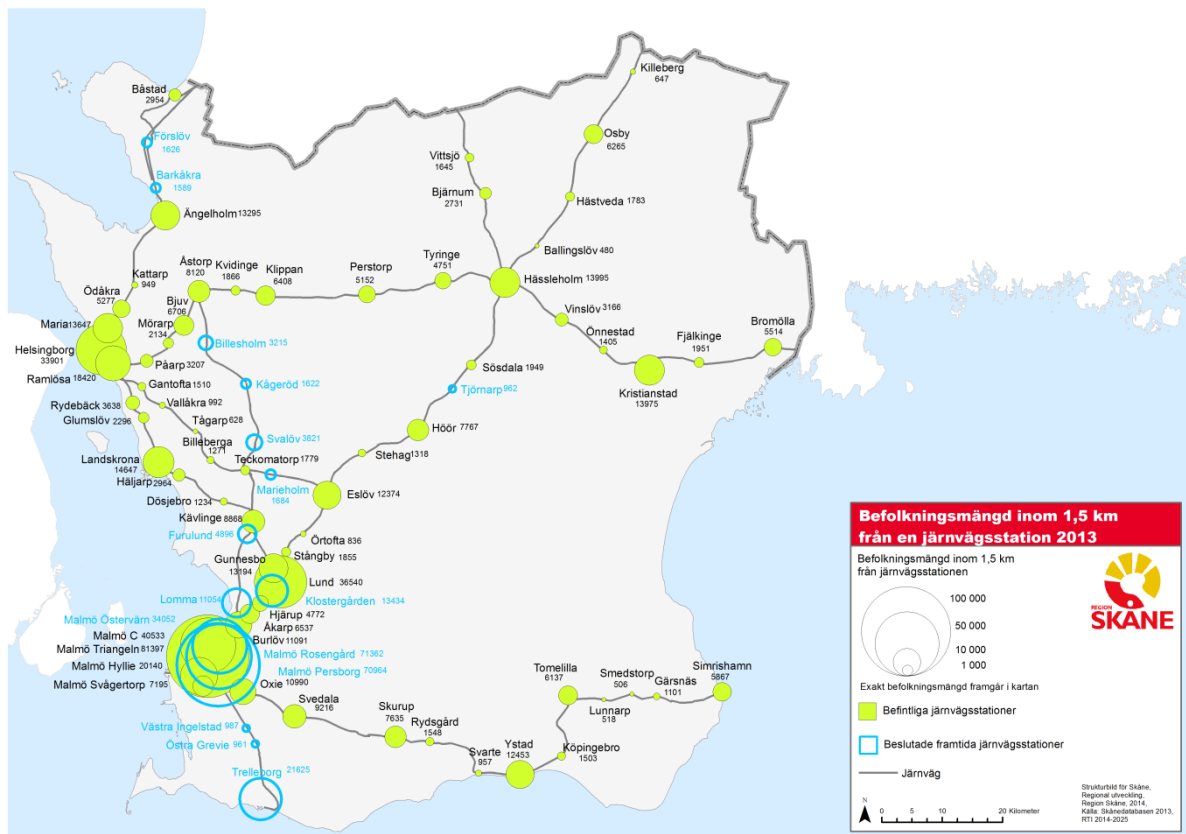 Killeberg
647
Båstad
2954
Osby
6265
Förslöv
1626
Vittsjö
1645
Barkåkra
1589
Bjärnum
2731
Hästveda 1783
Ängelholm 13295
Ballingslöv 480
Tyringe
4751
Hässleholm 13995
Kattarp
949
Åstorp
8120
Kvidinge
1866
Klippan
6408
Perstorp
5152
Ödåkra
5277
Bjuv
6706
Vinslöv 3166
Maria 13647
Mörarp
2134
Önnestad
1405
Fjälkinge
1951
Bromölla
5514
Helsingborg
33901
Billesholm 3215
Påarp 3207
Sösdala 1949
Ramlösa 18420
Gantofta 1510
Kågeröd 1622
Tjörnarp 962
Kristianstad
13975
Rydebäck 3638
Vallåkra 992
Glumslöv 2296
Tågarp 628
Höör 7767
Billeberga
1271
Svalöv 3821
Landskrona
14647
Teckomatorp 1779
Stehag 1318
Häljarp
2964
Marieholm
1684
Eslöv 12374
Dösjebro 1234
Kävlinge 8868
Furulund 4896
Örtofta 836
Gunnesbo
13194
Stångby
1855
Lund 36540
Lomma 11054
Klostergården 13434
Malmö Östervärn 34052
Hjärup 4772
Malmö C 40533
Åkarp 6537
Malmö Triangeln 81397
Burlöv 11091
Malmö Rosengård 71362
Malmö Hyllie 20140
Malmö Persborg 70964
Malmö Svågertorp
7195
Oxie 10990
Svedala
9216
Tomelilla
6137
Smedstorp
506
Gärsnäs
1101
Simrishamn
5867
Lunnarp
518
Västra Ingelstad 987
Skurup
7635
Rydsgård
1548
Östra Grevie 961
Svarte
957
Ystad
12453
Köpingebro
1503
Trelleborg 21625
Befolkningsmängd inom 1,5 km
från en järnvägsstation 2013
Befolkningsmängd inom 1,5 km
från järnvägsstationen
100 000
50 000
10 000
1 000
REGION
SKÅNE
Exakt befolkningsmängd framgår i kartan
Befintliga järnvägsstationer
Beslutade framtida järnvägsstationer
Järnväg
N
0 5 10 20 Kilometer
Strukturbild för Skåne,
Regional utveckling,
Region Skåne, 2014,
Källa: Skånedatabasen 2013,
RTI 2014-2025